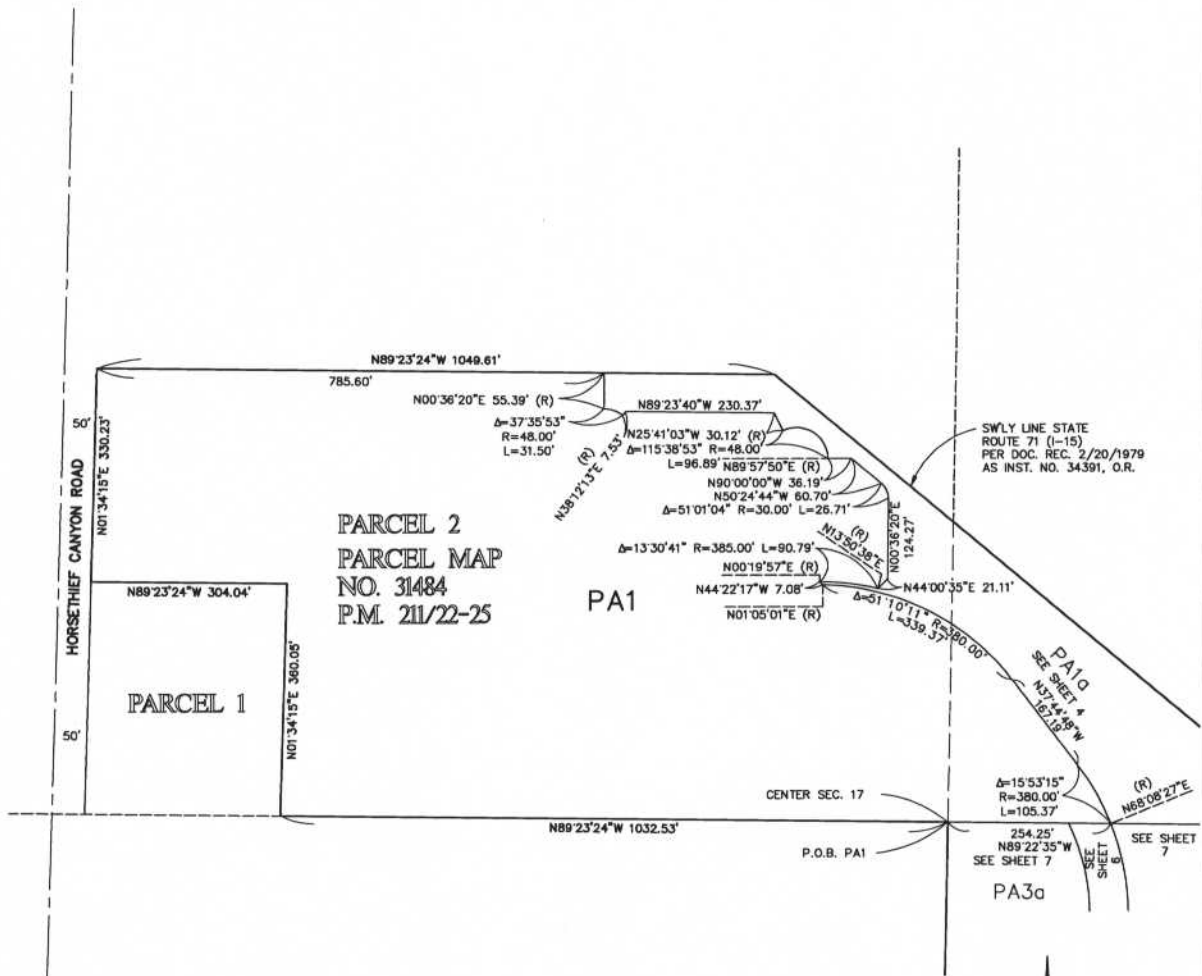 N89°23'24"W 1049.61'
785.60'
N00°36'20"E 55.39' (R)
Δ=37°35'53"
R=48.00'
L=31.50'
N38°12'13"E 7.53'
(R)
N89°23'40"W 230.37'
N25°41'03"W 30.12' (R)
Δ=115°38'53" R=48.00'
L=96.89'
N89°57'50"E (R)
N90°00'00"W 36.19'
N50°24'44"W 60.70'
Δ=51°01'04" R=30.00' L=26.71'
SW'LY LINE STATE
ROUTE 71 (I-15)
PER DOC. REC. 2/20/1979
AS INST. NO. 34391, O.R.
50'
N01°34'15"E 330.23'
HORSETHIEF CANYON ROAD
PARCEL 2
PARCEL MAP
NO. 31484
P.M. 211/22-25
PA1
N00°36'20"E
124.27'
(R)
N13°50'38"E
Δ=13°30'41" R=385.00' L=90.79'
N00°19'57"E (R)
N44°22'17"W 7.08'
N01°05'01"E (R)
N44°00'35"E 21.11'
Δ=51°10'11" R=380.00'
L=339.37'
N89°23'24"W 304.04'
N01°34'15"E 360.05'
PARCEL 1
50'
PA1a
SEE SHEET 4
N37°44'48"W
167.19'
Δ=15°53'15"
R=380.00'
L=105.37'
(R)
N68°08'27"E
CENTER SEC. 17
N89°23'24"W 1032.53'
P.O.B. PA1
254.25'
N89°22'35"W
SEE SHEET 7
SEE
SHEET
6
SEE SHEET
7
PA3a